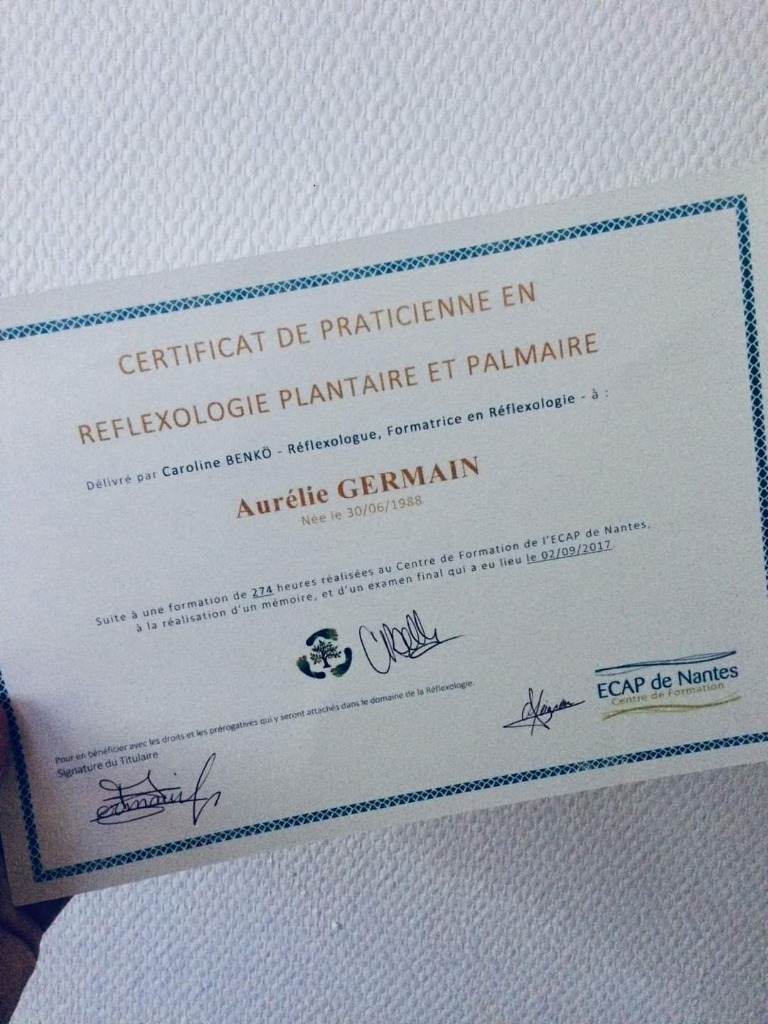 CERTIFICAT DE PRATICIENNE EN
REFLEXOLOGIE PLANTAIRE ET PALMAIRE
Délivré par Caroline BENKÖ - Réflexologue, Formatrice en Réflexologie - à :
Aurélie GERMAIN
Née le 30/06/1988
Suite à une formation de 274 heures réalisées au Centre de Formation de l'ECAP de Nantes,
à la réalisation d'un mémoire, et d'un examen final qui a eu lieu le 02/09/2017.
ECAP de Nantes
Centre de Formation
Pour en bénéficier avec les droits et les prérogatives qui y seront attachés dans le domaine de la Réflexologie.
Signature du Titulaire